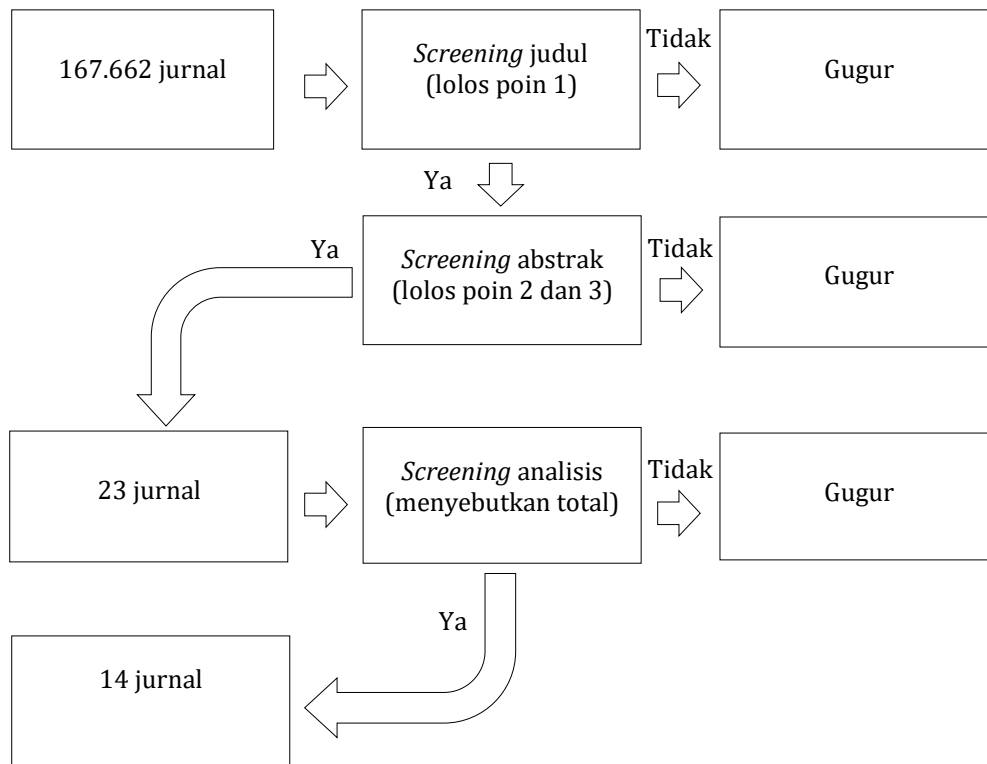 167.662 jurnal
Screening judul
(lolos poin 1)
Tidak
Gugur
Ya
Screening abstrak
(lolos poin 2 dan 3)
Tidak
Gugur
Ya
23 jurnal
Screening analisis
(menyebutkan total)
Tidak
Gugur
Ya
14 jurnal